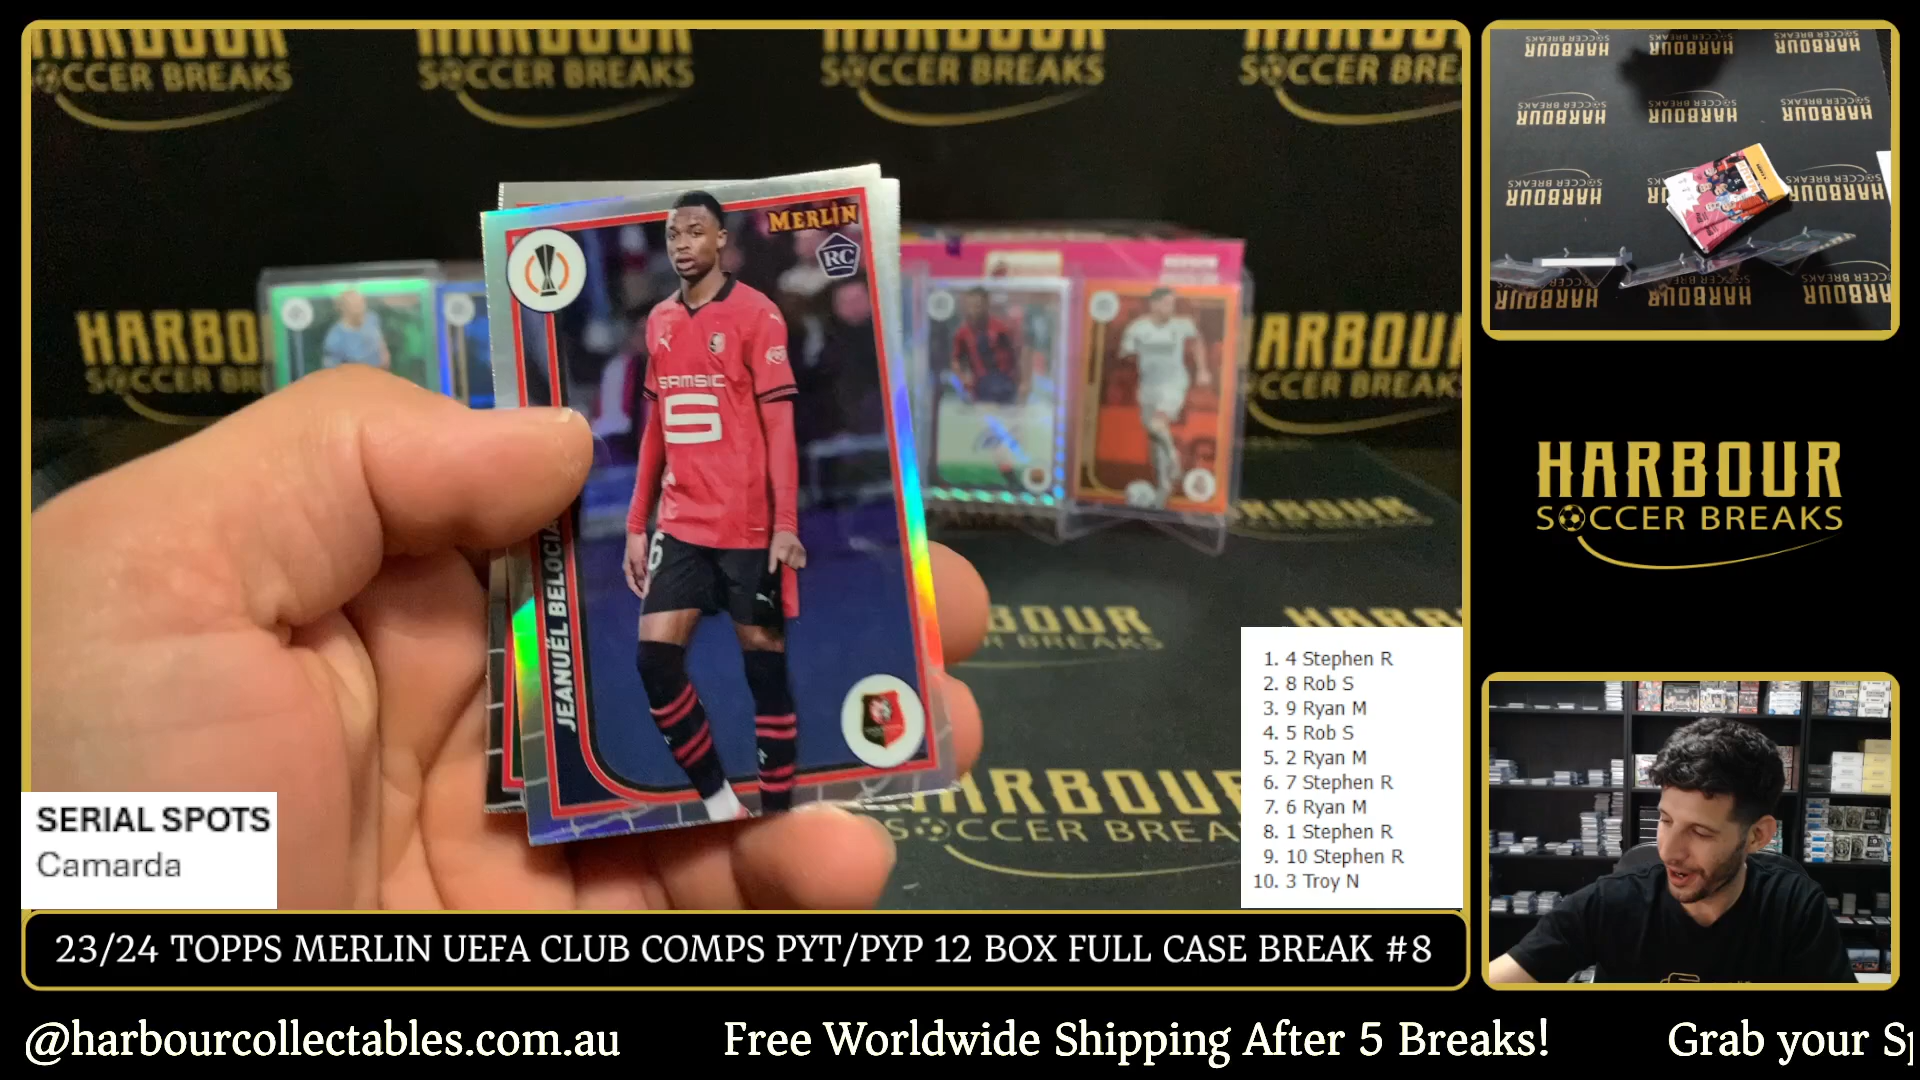 HARBOUR
SOCCER BREAKS
MERLIN
RC
SAMSIC
JEANUËL BELOCIA
HARBOUR
SOCCER BREAKS
1. 4 Stephen R
2. 8 Rob S
3. 9 Ryan M
4. 5 Rob S
5. 2 Ryan M
6. 7 Stephen R
7. 6 Ryan M
8. 1 Stephen R
9. 10 Stephen R
10. 3 Troy N
SERIAL SPOTS
Camarda
23/24 TOPPS MERLIN UEFA CLUB COMPS PYT/PYP 12 BOX FULL CASE BREAK #8
@harbourcollectables.com.au Free Worldwide Shipping After 5 Breaks! Grab your